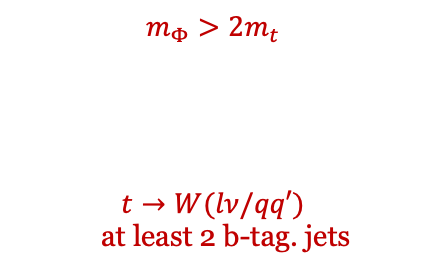 m_Φ > 2m_t
t → W(lν/qq′)
at least 2 b-tag. jets